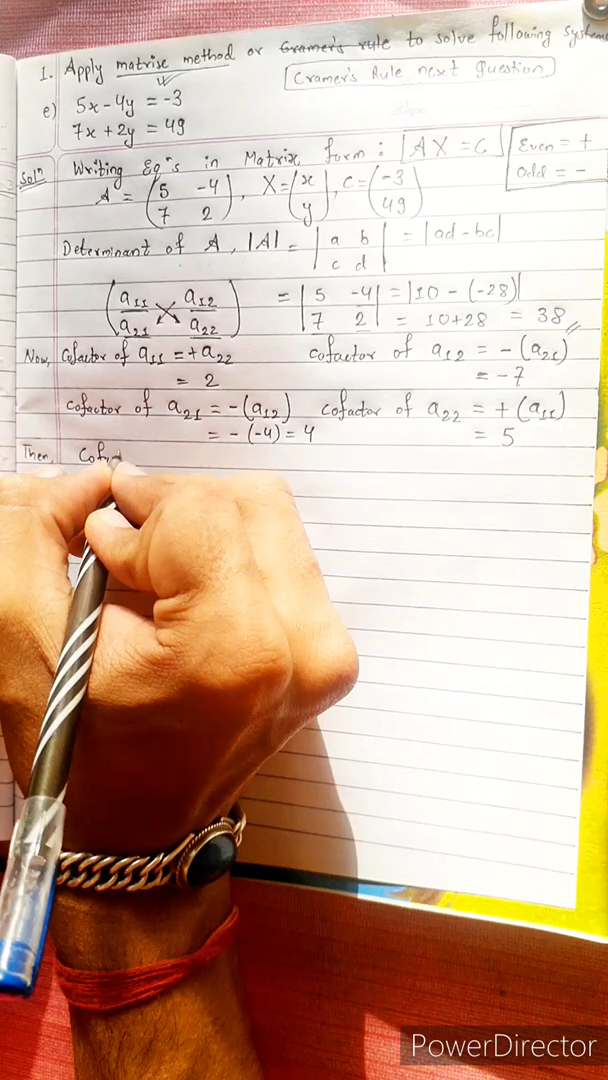 1. Apply matrix method or Cramer's rule to solve following systems
Cramer's Rule next Question
e) 5x-4y = -3
7x + 2y = 49
Solⁿ Writing Eqⁿs in Matrix form: AX = C
Even = +
Odd = -
A = (5 -4 7 2), X = (x y), C = (-3 49)
Determinant of A, |A| = |a b c d| = |ad-bc|
(a11 a12 a21 a22) = |5 -4 7 2| = |10 - (-28)|
= 10+28 = 38
Now, Cofactor of a11 = +a22 cofactor of a12 = -(a21)
= 2 = -7
cofactor of a21 = -(a12) cofactor of a22 = +(a11)
= -(-4) = 4 = 5
Then,
PowerDirector